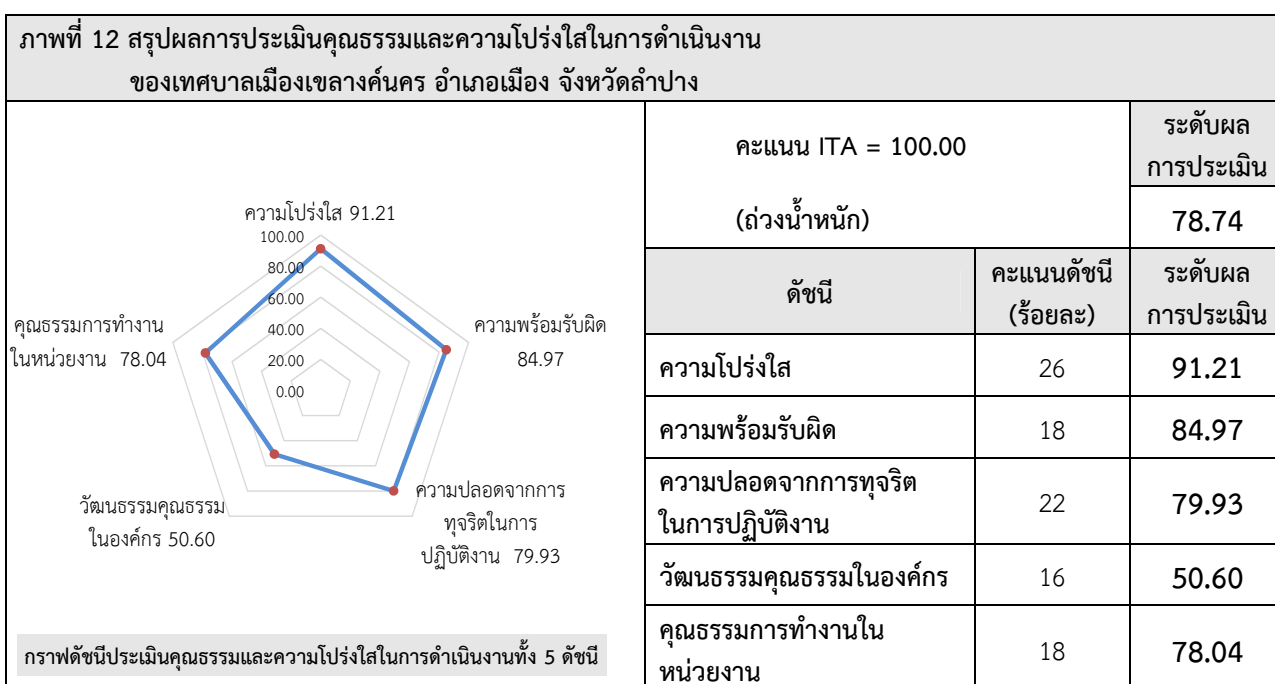 ภาพที่ 12 สรุปผลการประเมินคุณธรรมและความโปร่งใสในการดำเนินงาน
ของเทศบาลเมืองเขลางค์นคร อำเภอเมือง จังหวัดลำปาง
ความโปร่งใส 91.21
100.00
80.00
60.00
40.00
20.00
0.00
ความพร้อมรับผิด
84.97
ความปลอดจากการ
ทุจริตในการ
ปฏิบัติงาน 79.93
วัฒนธรรมคุณธรรม
ในองค์กร 50.60
คุณธรรมการทำงาน
ในหน่วยงาน 78.04
กราฟดัชนีประเมินคุณธรรมและความโปร่งใสในการดำเนินงานทั้ง 5 ดัชนี
คะแนน ITA = 100.00
(ถ่วงน้ำหนัก)
ระดับผล
การประเมิน
78.74
ดัชนี
คะแนนดัชนี
(ร้อยละ)
ระดับผล
การประเมิน
ความโปร่งใส 26 91.21
ความพร้อมรับผิด 18 84.97
ความปลอดจากการทุจริต
ในการปฏิบัติงาน
22 79.93
วัฒนธรรมคุณธรรมในองค์กร 16 50.60
คุณธรรมการทำงานใน
หน่วยงาน
18 78.04